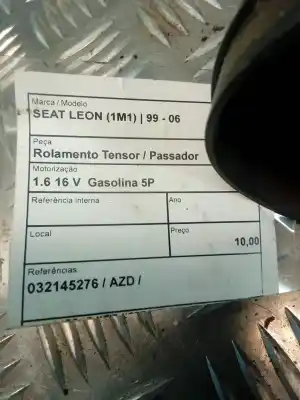 Marca / Modelo
SEAT LEON (1M1) | 99 - 06
Peça
Rolamento Tensor / Passador
Motorização
1.6 16 V Gasolina 5P
Referência Interna
Ano
Local
Preço
10,00
Referências
032145276 / AZD /